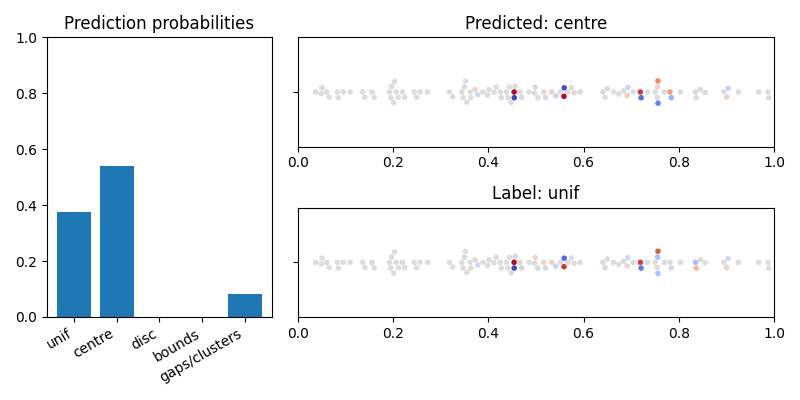 Prediction probabilities
1.0
0.8
0.6
0.4
0.2
0.0
unif
centre
disc
bounds
gaps/clusters
Predicted: centre
0.0 0.2 0.4 0.6 0.8 1.0
Label: unif
0.0 0.2 0.4 0.6 0.8 1.0